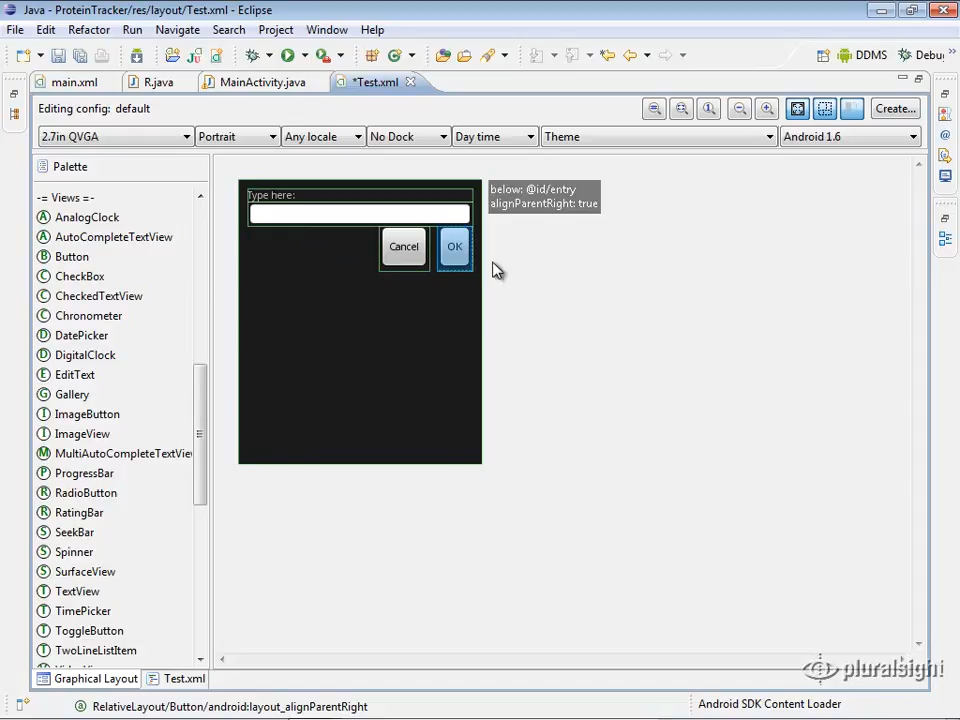 Java - ProteinTracker/res/layout/Test.xml - Eclipse
File Edit Refactor Run Navigate Search Project Window Help
DDMS Debu
main.xml R.java MainActivity.java *Test.xml
Editing config: default
Create...
2.7in QVGA Portrait Any locale No Dock Day time Theme Android 1.6
Palette
-= Views =-
AnalogClock
AutoCompleteTextView
Button
CheckBox
CheckedTextView
Chronometer
DatePicker
DigitalClock
EditText
Gallery
ImageButton
ImageView
MultiAutoCompleteTextVie
ProgressBar
RadioButton
RatingBar
SeekBar
Spinner
SurfaceView
TextView
TimePicker
ToggleButton
TwoLineListItem
Type here:
Cancel OK
below: @id/entry
alignParentRight: true
Graphical Layout Test.xml
pluralsight
RelativeLayout/Button/android:layout_alignParentRight
Android SDK Content Loader